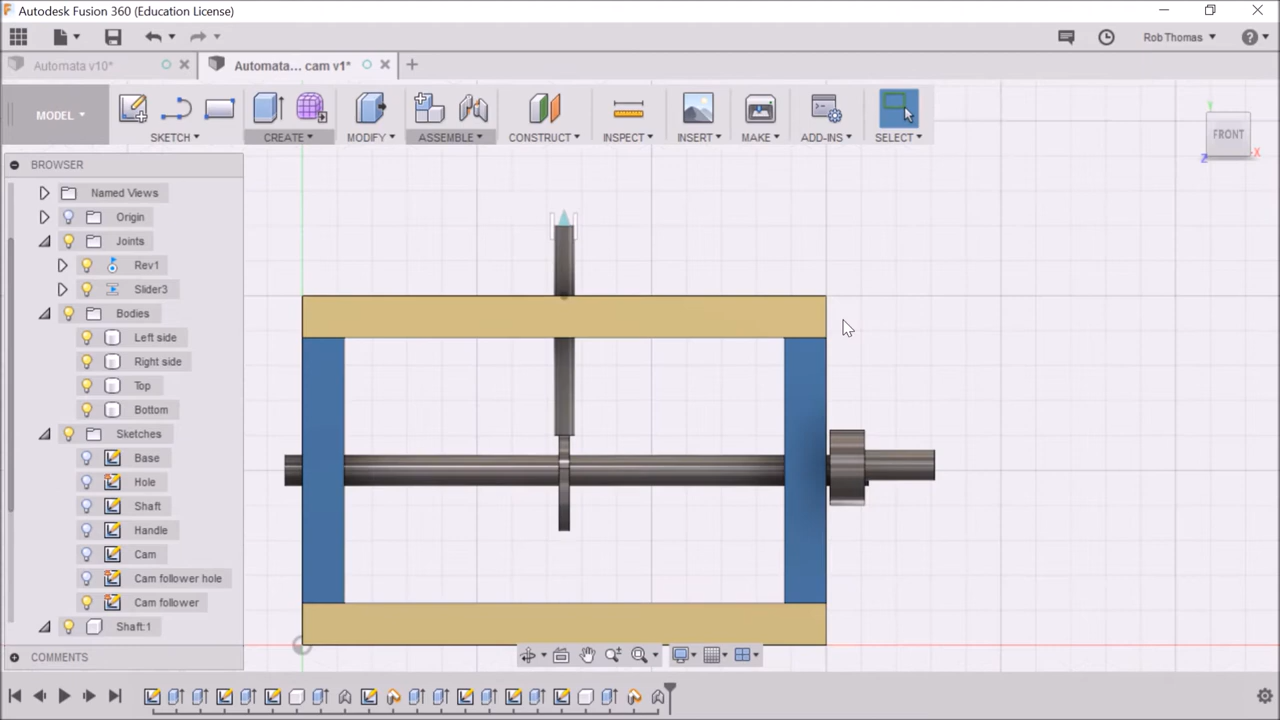 Autodesk Fusion 360 (Education License)
Rob Thomas
Automata v10*
Automata... cam v1*
MODEL
SKETCH
CREATE
MODIFY
ASSEMBLE
CONSTRUCT
INSPECT
INSERT
MAKE
ADD-INS
SELECT
BROWSER
Named Views
Origin
Joints
Rev1
Slider3
Bodies
Left side
Right side
Top
Bottom
Sketches
Base
Hole
Shaft
Handle
Cam
Cam follower hole
Cam follower
Shaft:1
COMMENTS
Y
FRONT
X
Z